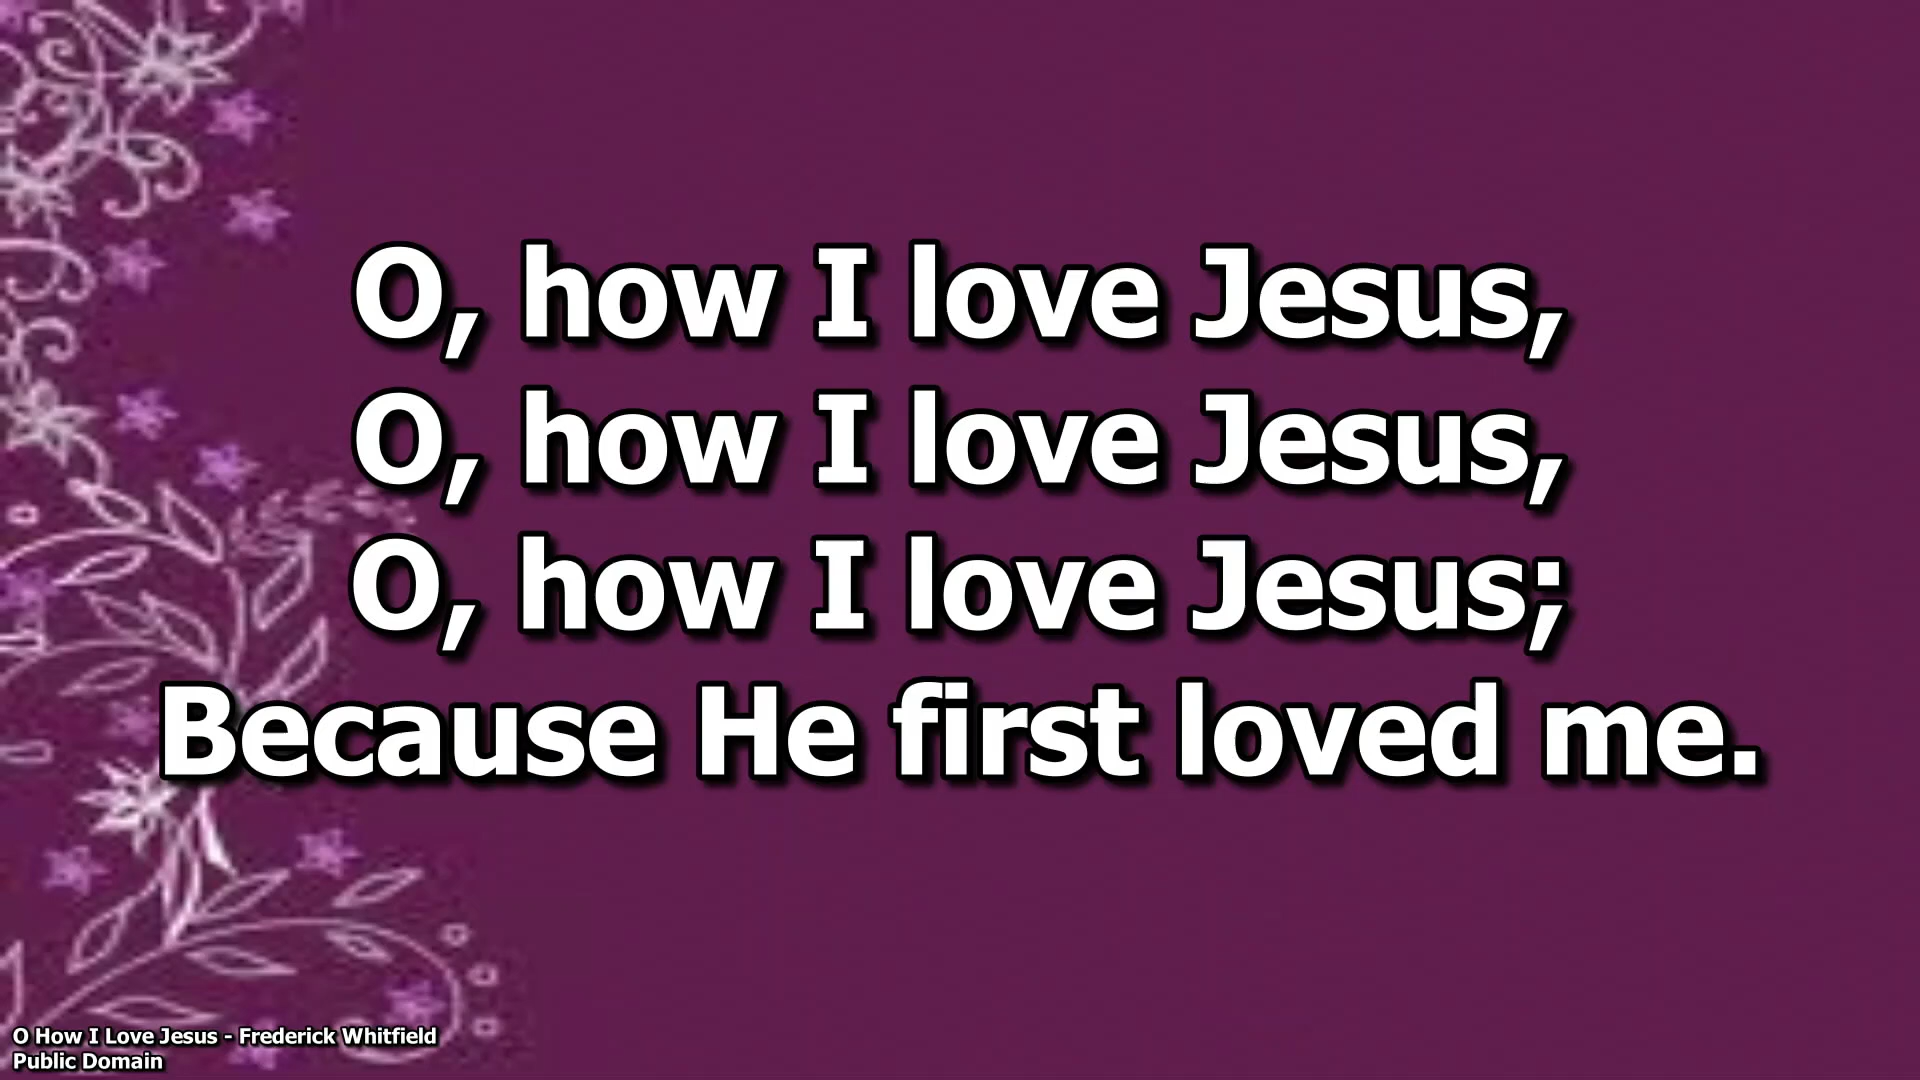 O, how I love Jesus,
O, how I love Jesus,
O, how I love Jesus;
Because He first loved me.
O How I Love Jesus - Frederick Whitfield
Public Domain